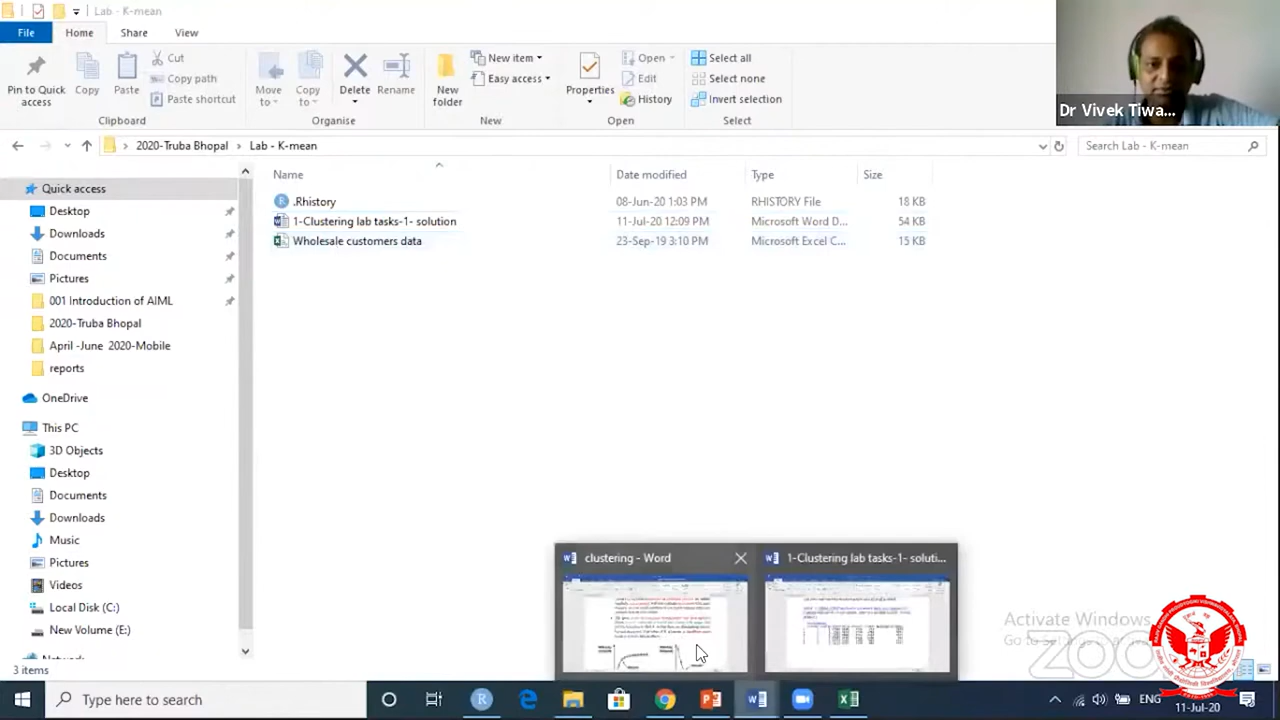 Lab - K-mean
File
Home
Share
View
Pin to Quick access
Copy
Paste
Cut
Copy path
Paste shortcut
Clipboard
Move to
Copy to
Delete
Rename
Organise
New folder
New item
Easy access
New
Properties
Open
Edit
History
Open
Select all
Select none
Invert selection
Select
Dr Vivek Tiwa...
2020-Truba Bhopal
Lab - K-mean
Search Lab - K-mean
Name
Date modified
Type
Size
.Rhistory 08-Jun-20 1:03 PM RHISTORY File 18 KB
1-Clustering lab tasks-1- solution 11-Jul-20 12:09 PM Microsoft Word D... 54 KB
Wholesale customers data 23-Sep-19 3:10 PM Microsoft Excel C... 15 KB
Quick access
Desktop
Downloads
Documents
Pictures
001 Introduction of AIML
2020-Truba Bhopal
April -June 2020-Mobile
reports
OneDrive
This PC
3D Objects
Desktop
Documents
Downloads
Music
Pictures
Videos
Local Disk (C:)
New Volume (E:)
3 items
clustering - Word
1-Clustering lab tasks-1- soluti...
Activate Windows
zoo
Type here to search
ENG
11-Jul-20